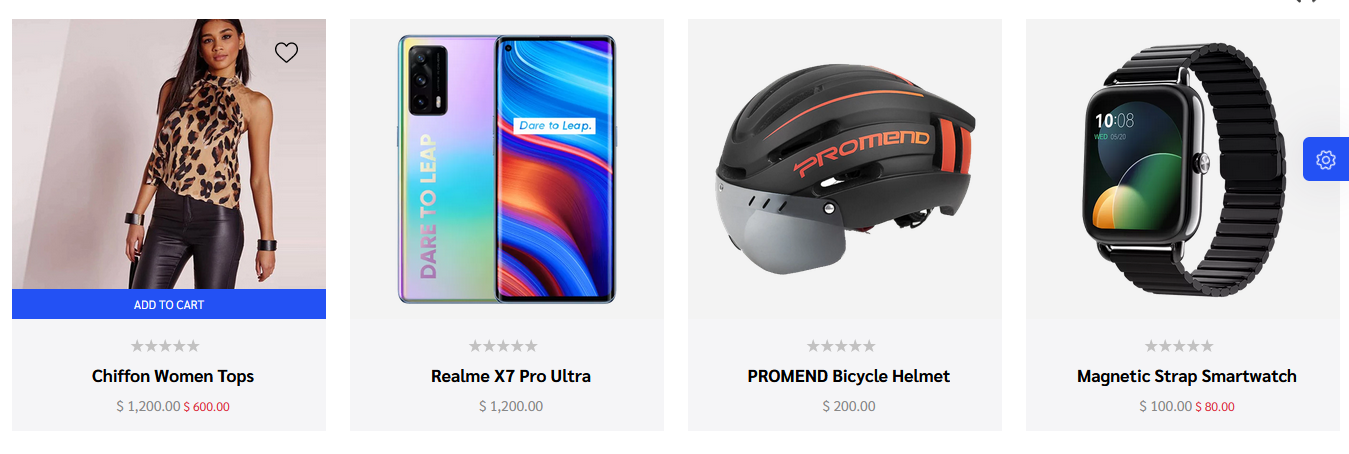 ADD TO CART
Chiffon Women Tops
$ 1,200.00 $ 600.00
DARE TO LEAP
Dare to Leap.
Realme X7 Pro Ultra
$ 1,200.00
PROMEND
PROMEND Bicycle Helmet
$ 200.00
10:08
WED 05/20
Magnetic Strap Smartwatch
$ 100.00 $ 80.00